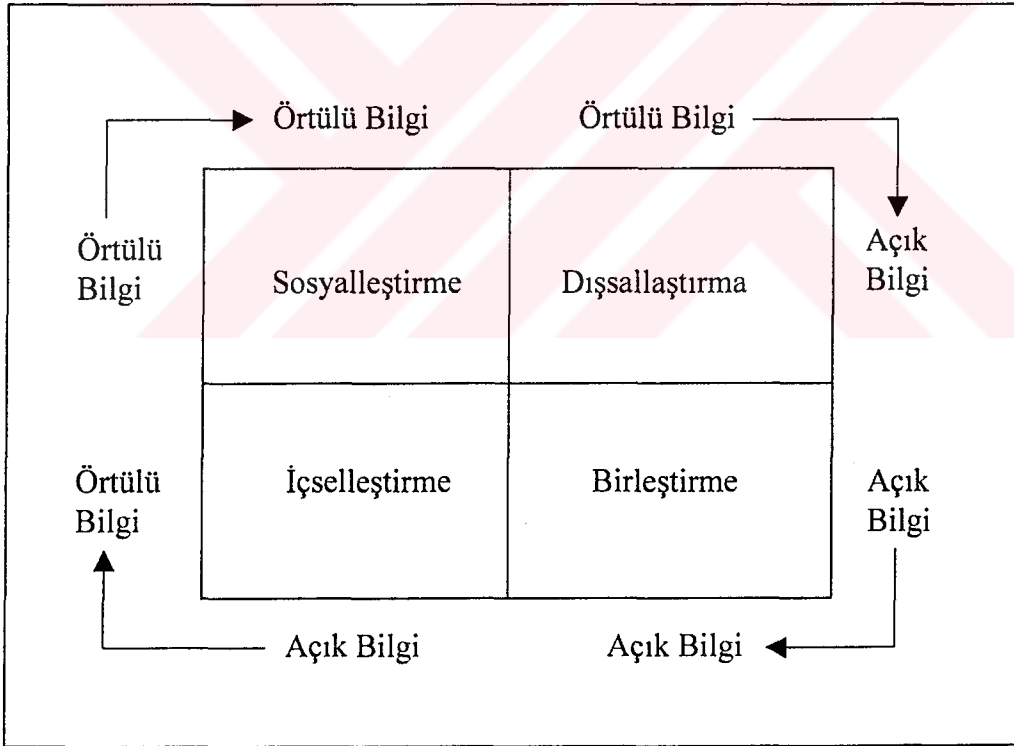 Örtülü Bilgi Örtülü Bilgi
Örtülü
Bilgi
Açık
Bilgi
Sosyalleştirme Dışsallaştırma
Örtülü
Bilgi
İçselleştirme Birleştirme
Açık
Bilgi
Açık Bilgi Açık Bilgi